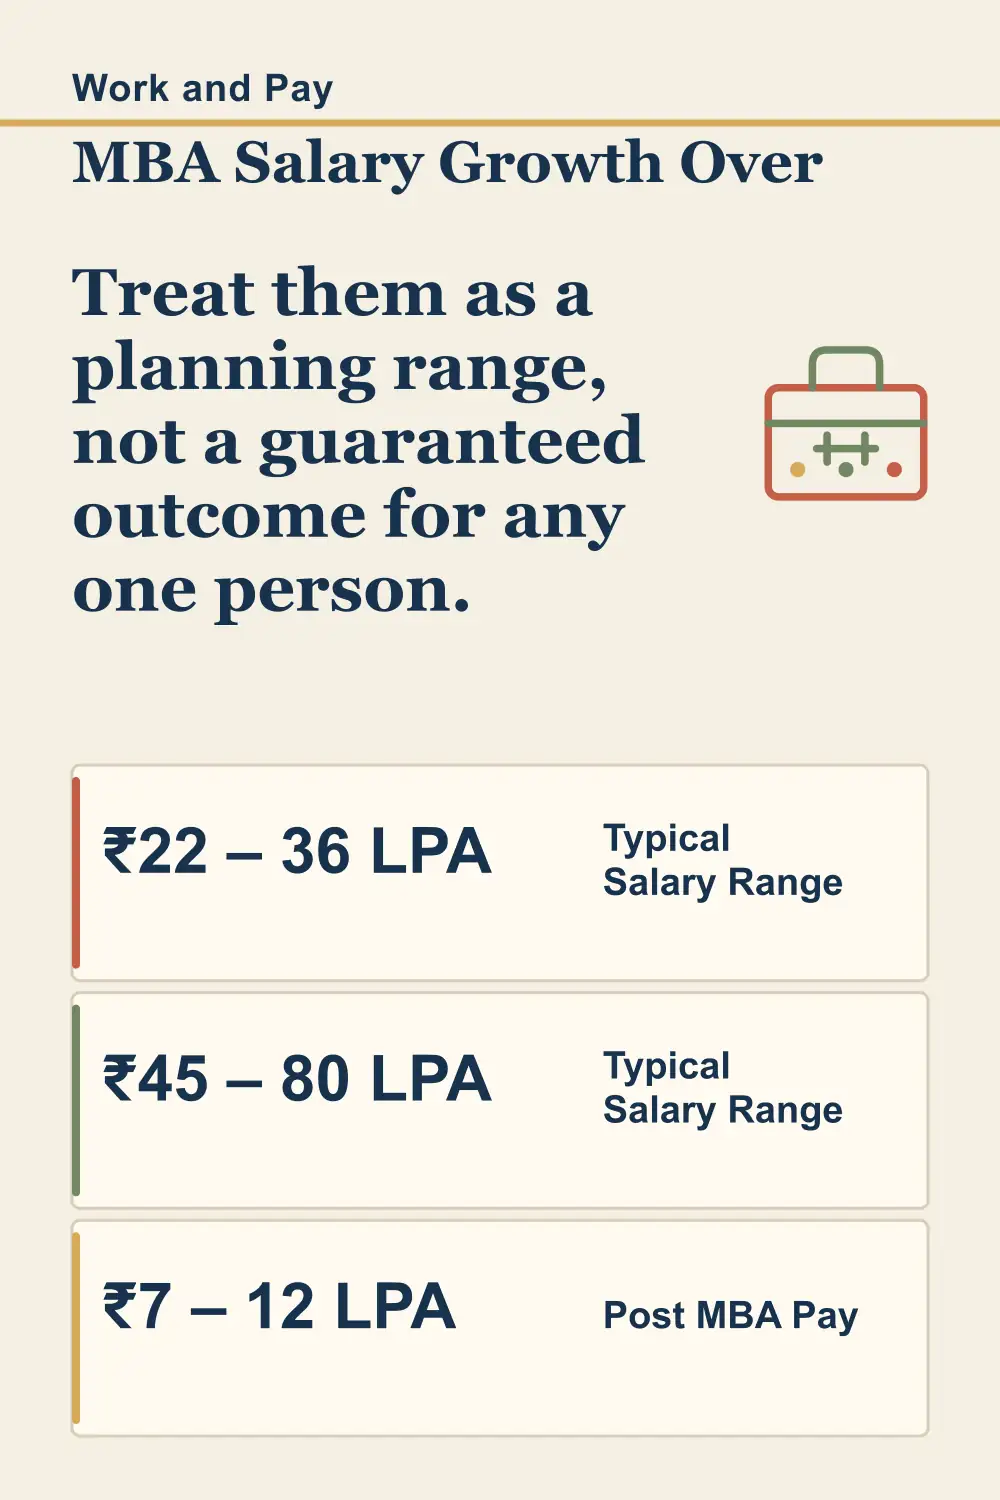 Work and Pay
MBA Salary Growth Over
Treat them as a
planning range,
not a guaranteed
outcome for any
one person.
₹22 – 36 LPA
Typical
Salary Range
₹45 – 80 LPA
Typical
Salary Range
₹7 – 12 LPA
Post MBA Pay